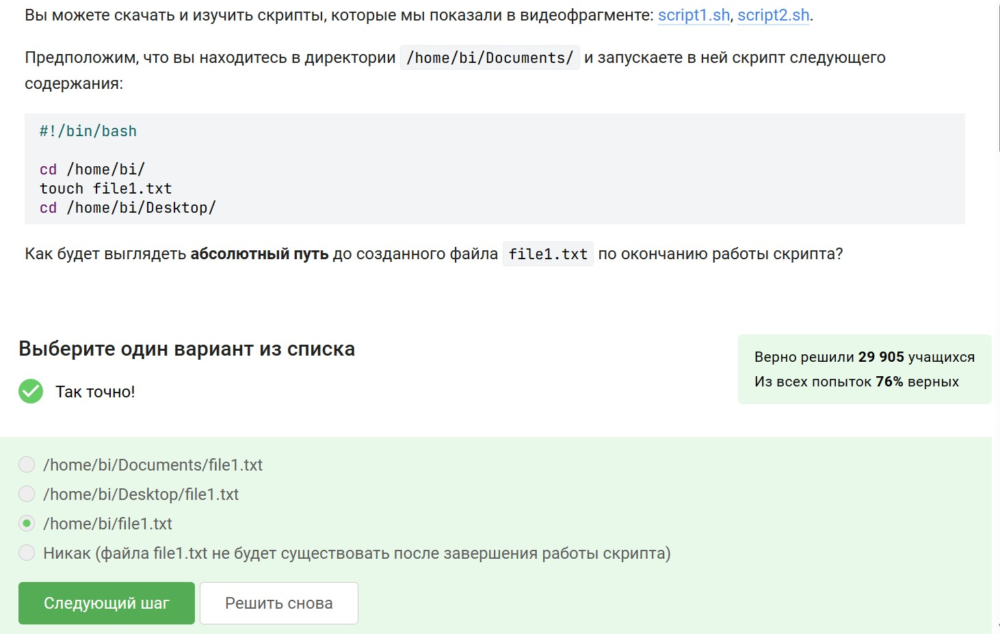 Вы можете скачать и изучить скрипты, которые мы показали в видеофрагменте: script1.sh, script2.sh.
Предположим, что вы находитесь в директории /home/bi/Documents/ и запускаете в ней скрипт следующего
содержания:
#!/bin/bash
cd /home/bi/
touch file1.txt
cd /home/bi/Desktop/
Как будет выглядеть абсолютный путь до созданного файла file1.txt по окончанию работы скрипта?
Выберите один вариант из списка
Так точно!
Верно решили 29 905 учащихся
Из всех попыток 76% верных
/home/bi/Documents/file1.txt
/home/bi/Desktop/file1.txt
/home/bi/file1.txt
Никак (файла file1.txt не будет существовать после завершения работы скрипта)
Следующий шаг
Решить снова